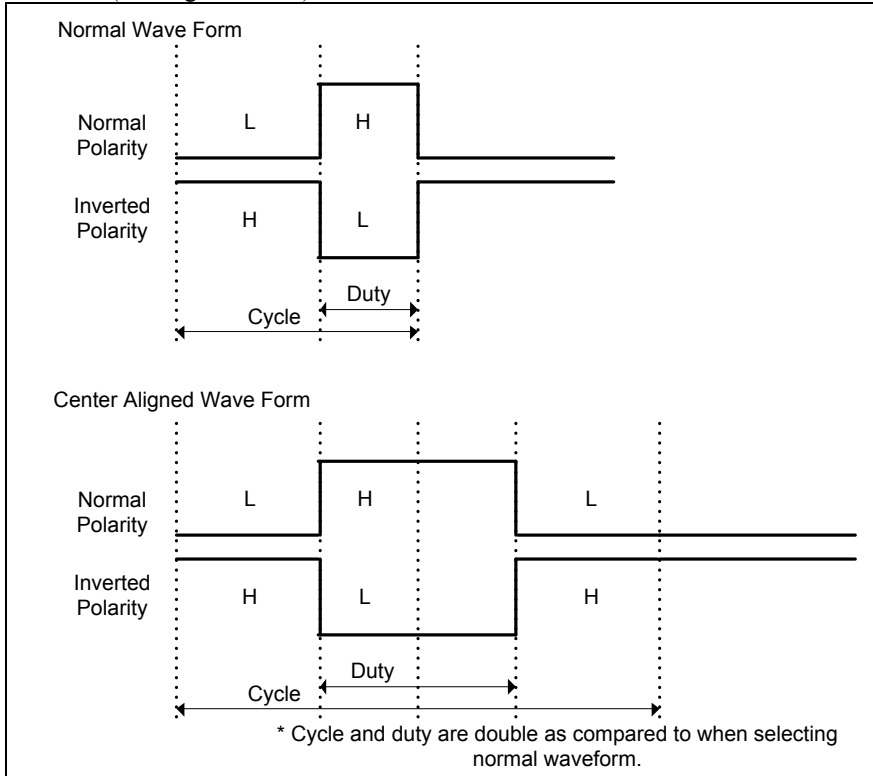 Normal Wave Form
Normal
Polarity
L
H
Inverted
Polarity
H
L
Duty
Cycle
Center Aligned Wave Form
Normal
Polarity
L
H
L
Inverted
Polarity
H
L
H
Duty
Cycle
* Cycle and duty are double as compared to when selecting
normal waveform.